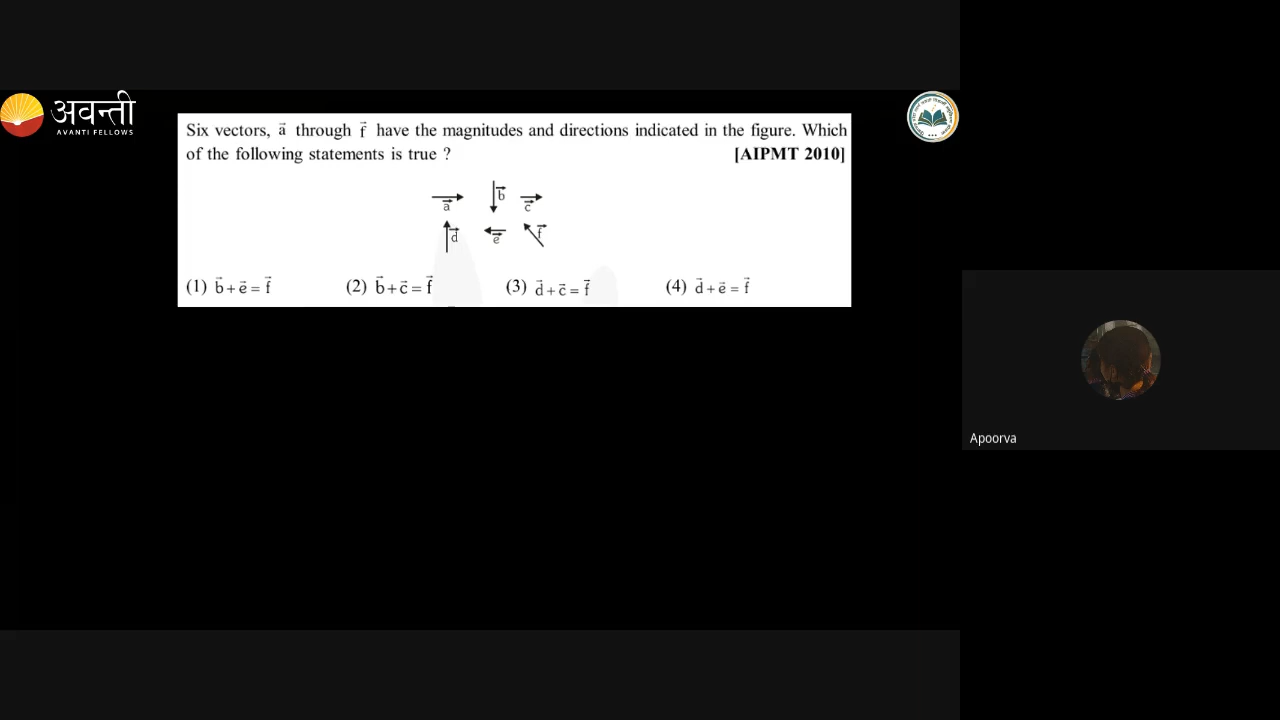 अवन्ती
AVANTI FELLOWS
Six vectors, a⃗ through f⃗ have the magnitudes and directions indicated in the figure. Which
of the following statements is true ? [AIPMT 2010]
a⃗ b⃗ c⃗
d⃗ e⃗ f⃗
(1) b⃗ + e⃗ = f⃗ (2) b⃗ + c⃗ = f⃗ (3) d⃗ + c⃗ = f⃗ (4) d⃗ + e⃗ = f⃗
Apoorva